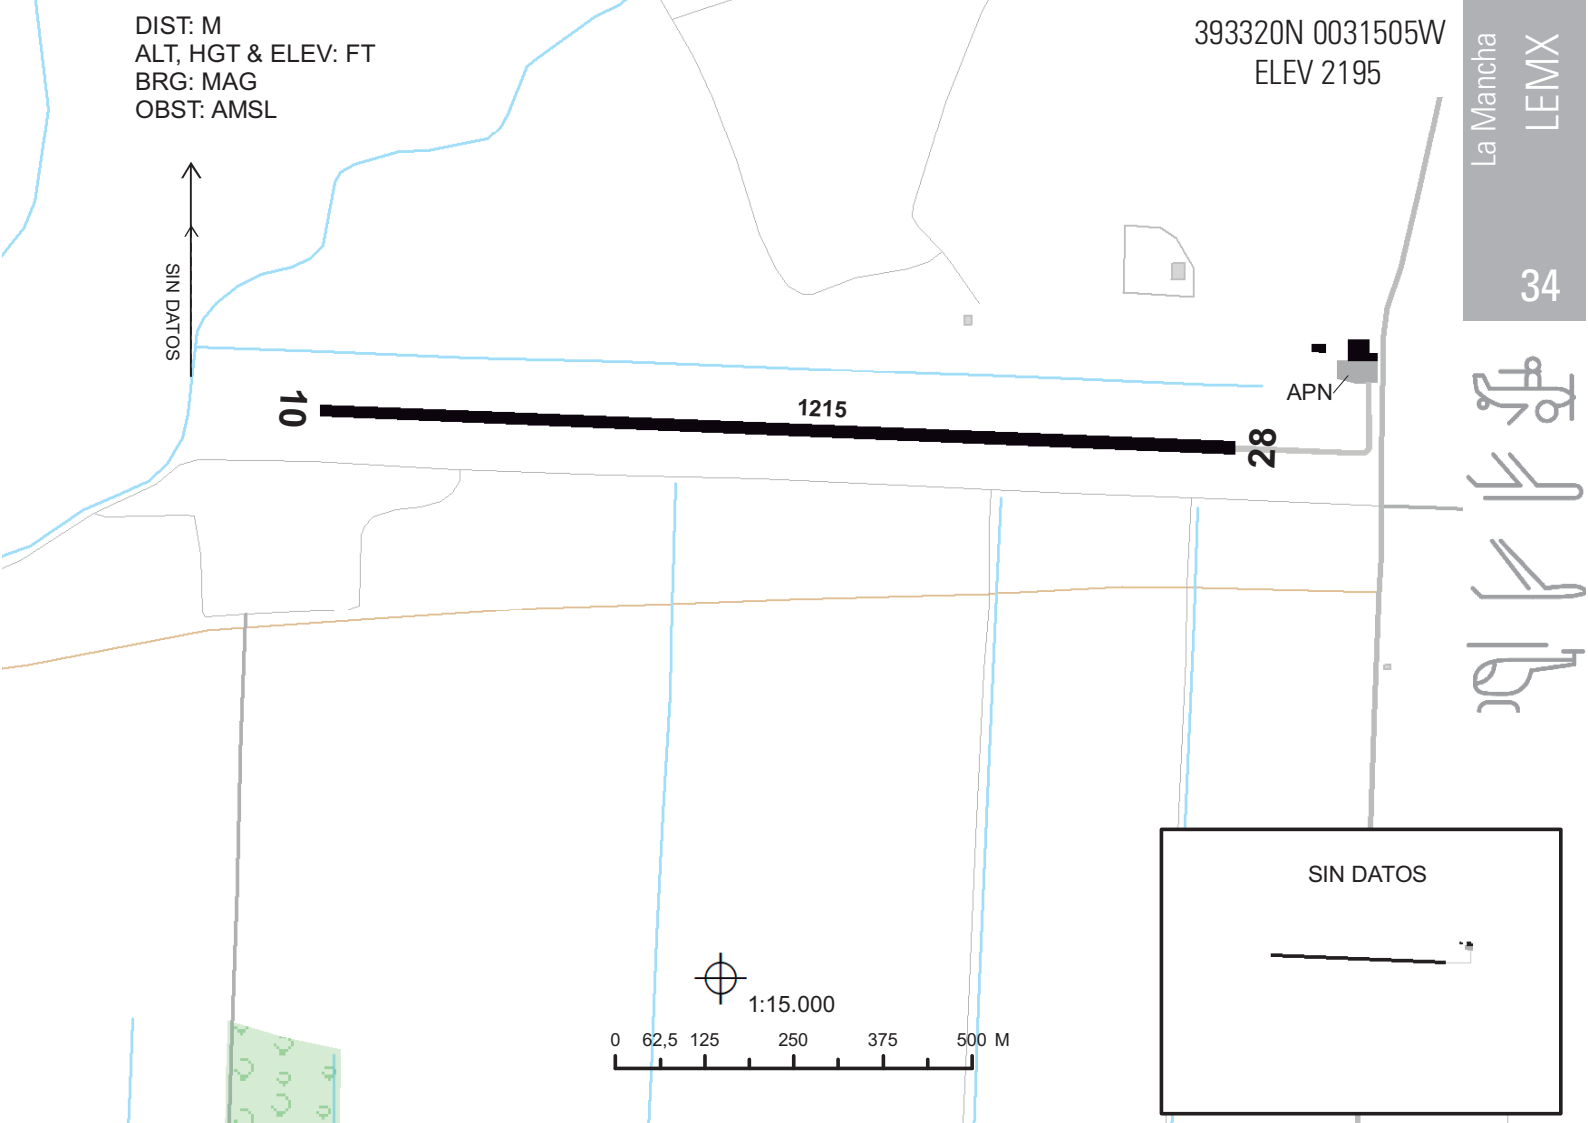 DIST: M
ALT, HGT & ELEV: FT
BRG: MAG
OBST: AMSL
393320N 0031505W
ELEV 2195
La Mancha
LEMX
34
SIN DATOS
10
1215
28
APN
SIN DATOS
1:15.000
0 62,5 125 250 375 500 M